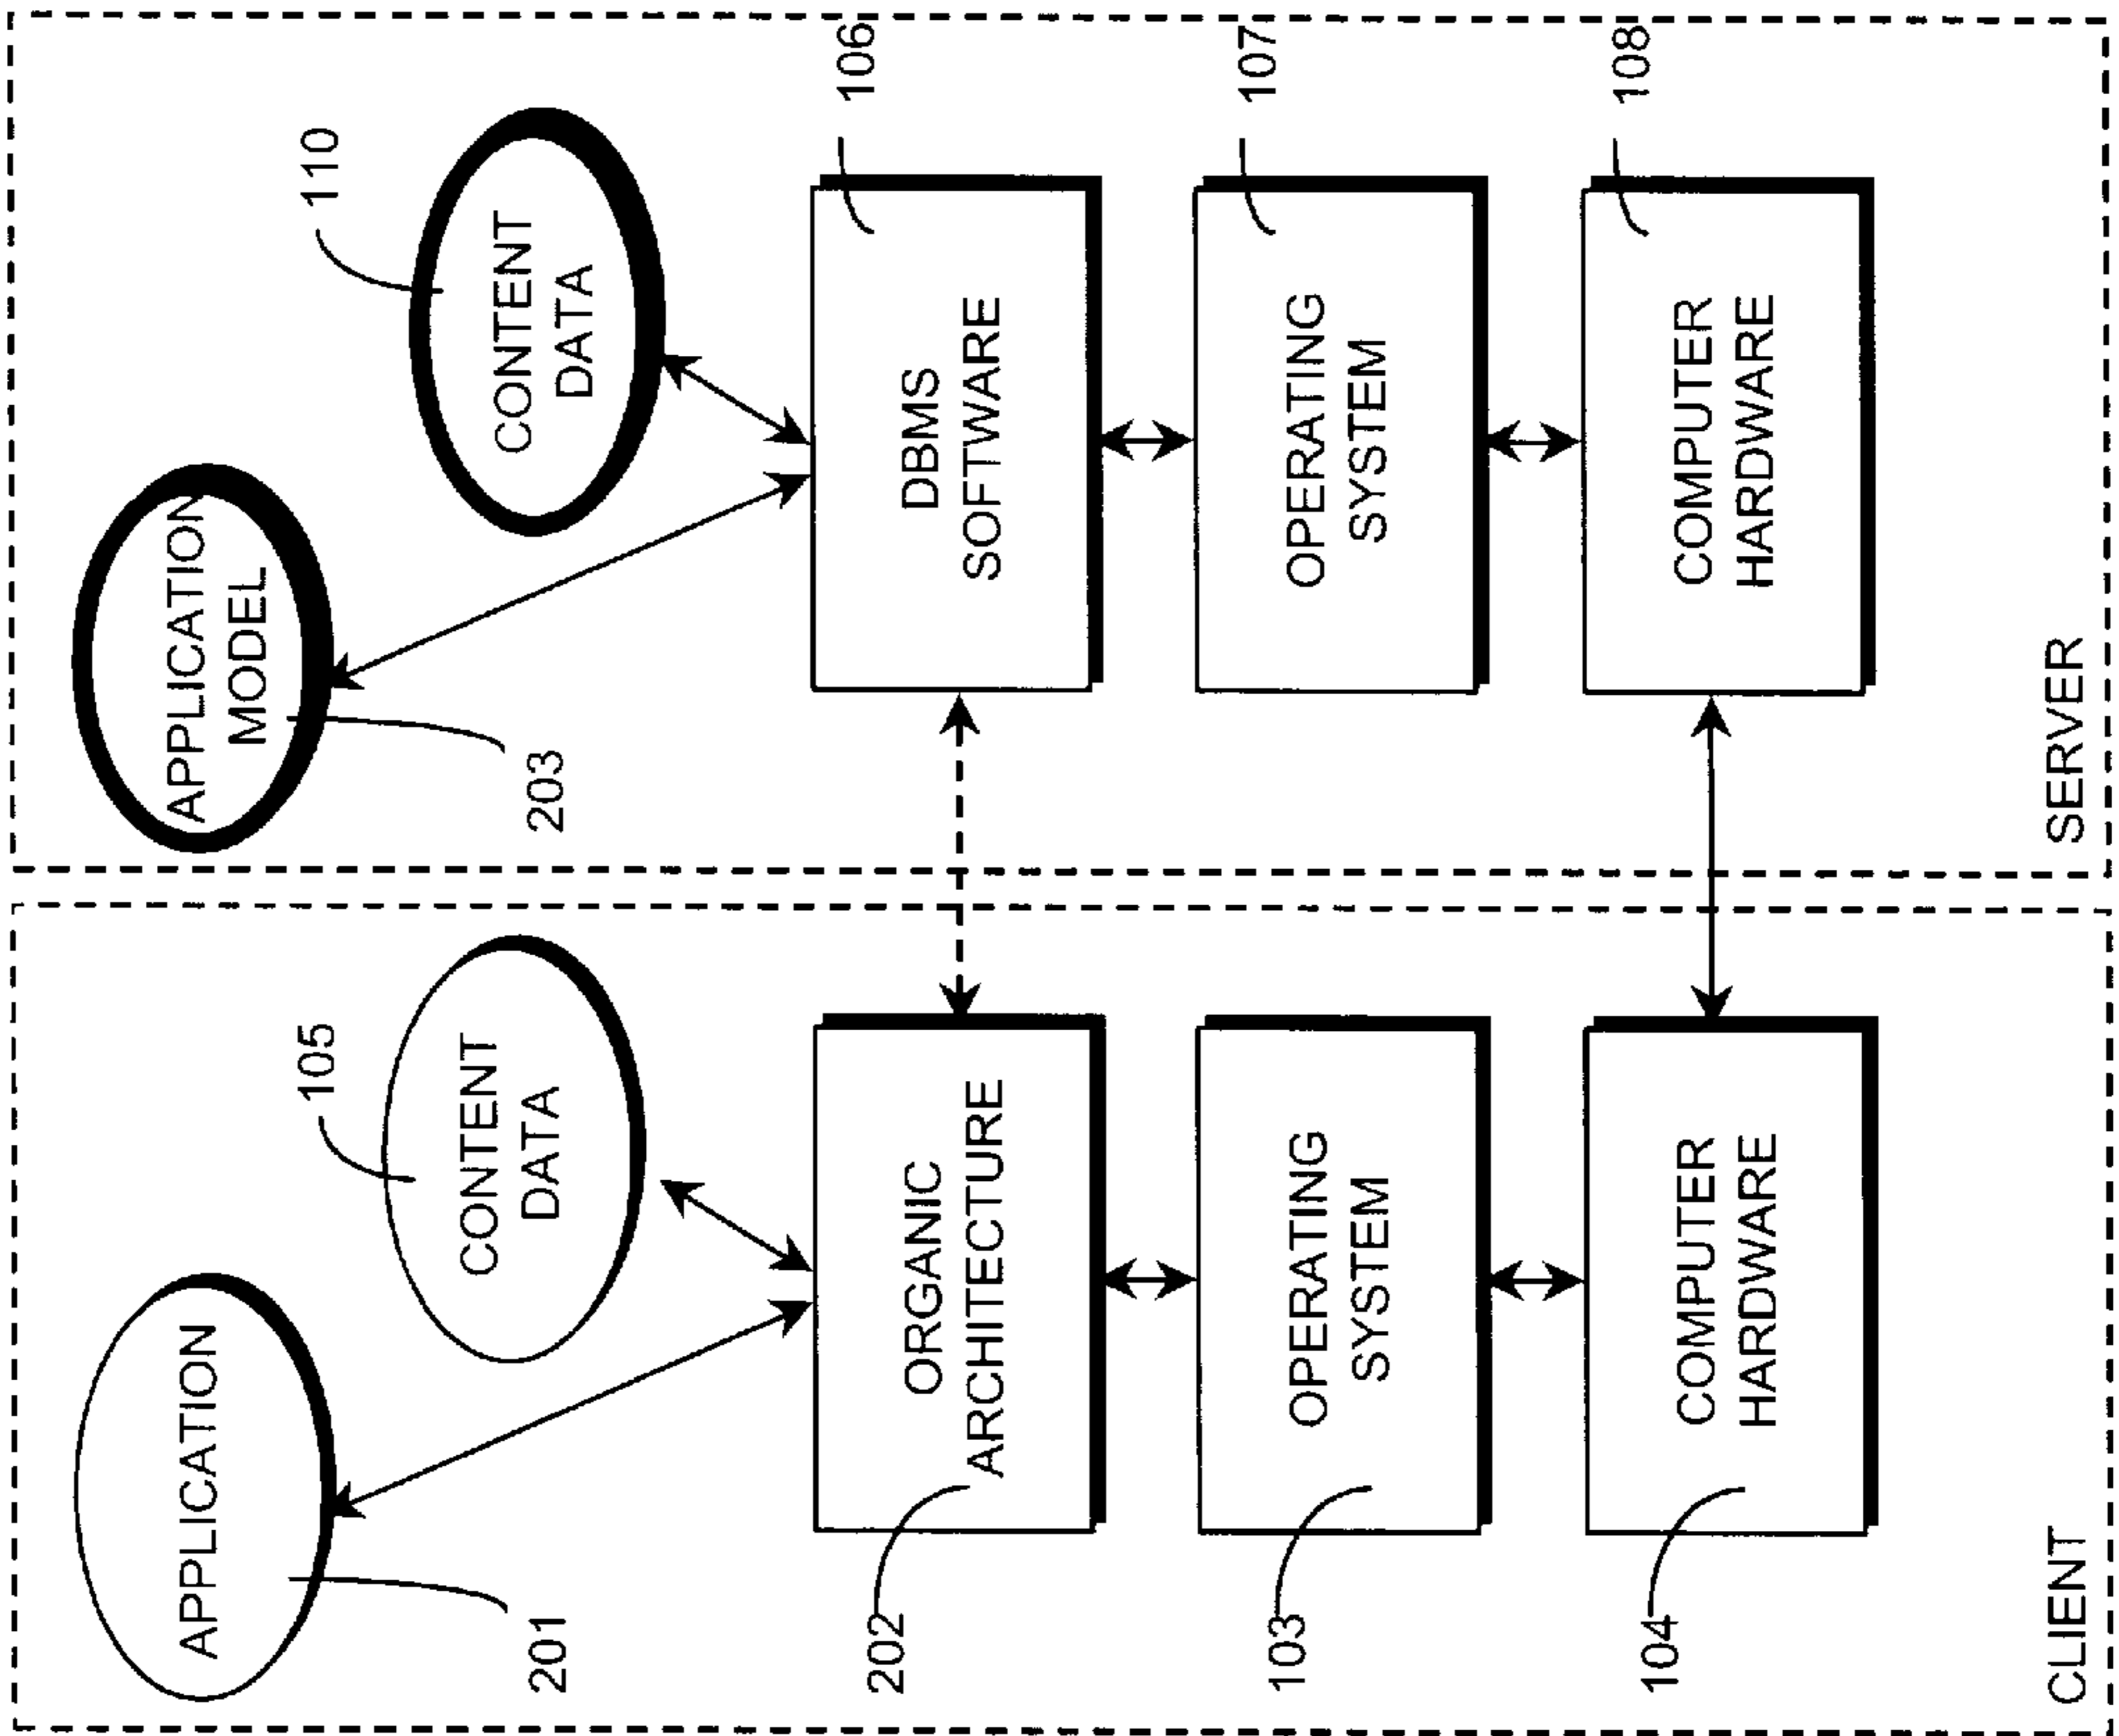 APPLICATION
201
105
CONTENT
DATA
202
ORGANIC
ARCHITECTURE
103
OPERATING
SYSTEM
104
COMPUTER
HARDWARE
CLIENT
APPLICATION
MODEL
203
110
CONTENT
DATA
106
DBMS
SOFTWARE
107
OPERATING
SYSTEM
108
COMPUTER
HARDWARE
SERVER